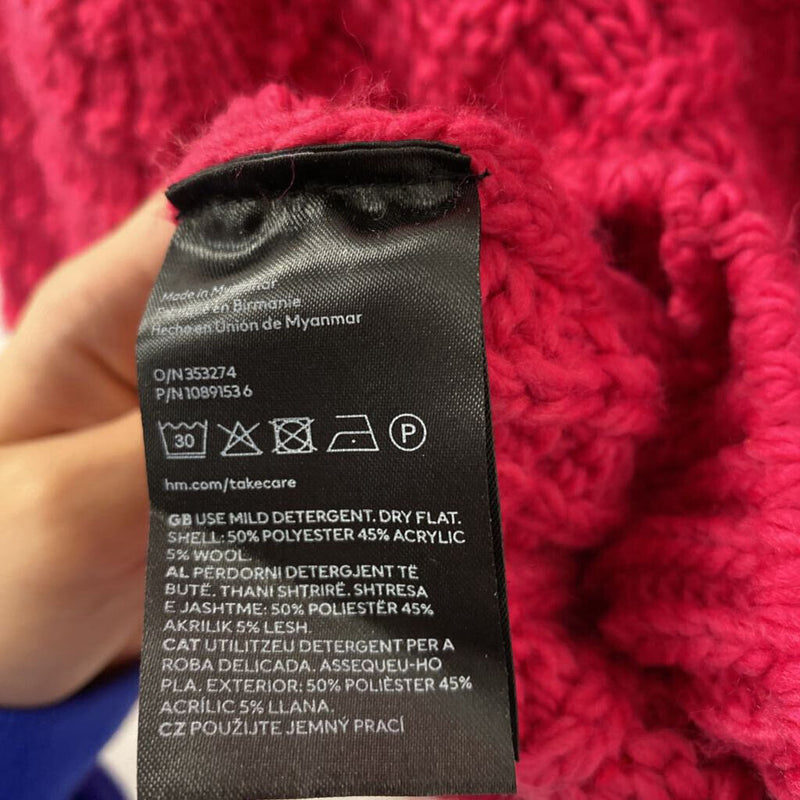 Made in Myanmar
en Birmanie
Hecho en Unión de Myanmar
O/N 353274
P/N 1089153 6
30
P
hm.com/takecare
GB USE MILD DETERGENT. DRY FLAT.
SHELL: 50% POLYESTER 45% ACRYLIC
5% WOOL.
AL PËRDORNI DETERGJENT TË
BUTË. THANI SHTRIRË. SHTRESA
E JASHTME: 50% POLIESTËR 45%
AKRILIK 5% LESH.
CAT UTILITZEU DETERGENT PER A
ROBA DELICADA. ASSEQUEU-HO
PLA. EXTERIOR: 50% POLIÈSTER 45%
ACRÍLIC 5% LLANA.
CZ POUŽIJTE JEMNÝ PRACÍ